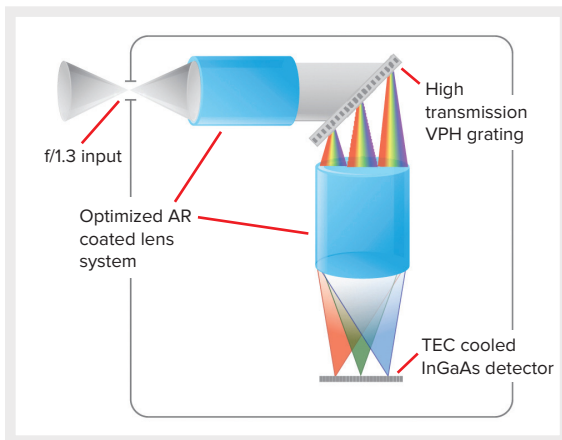 f/1.3 input
High
transmission
VPH grating
Optimized AR
coated lens
system
TEC cooled
InGaAs detector